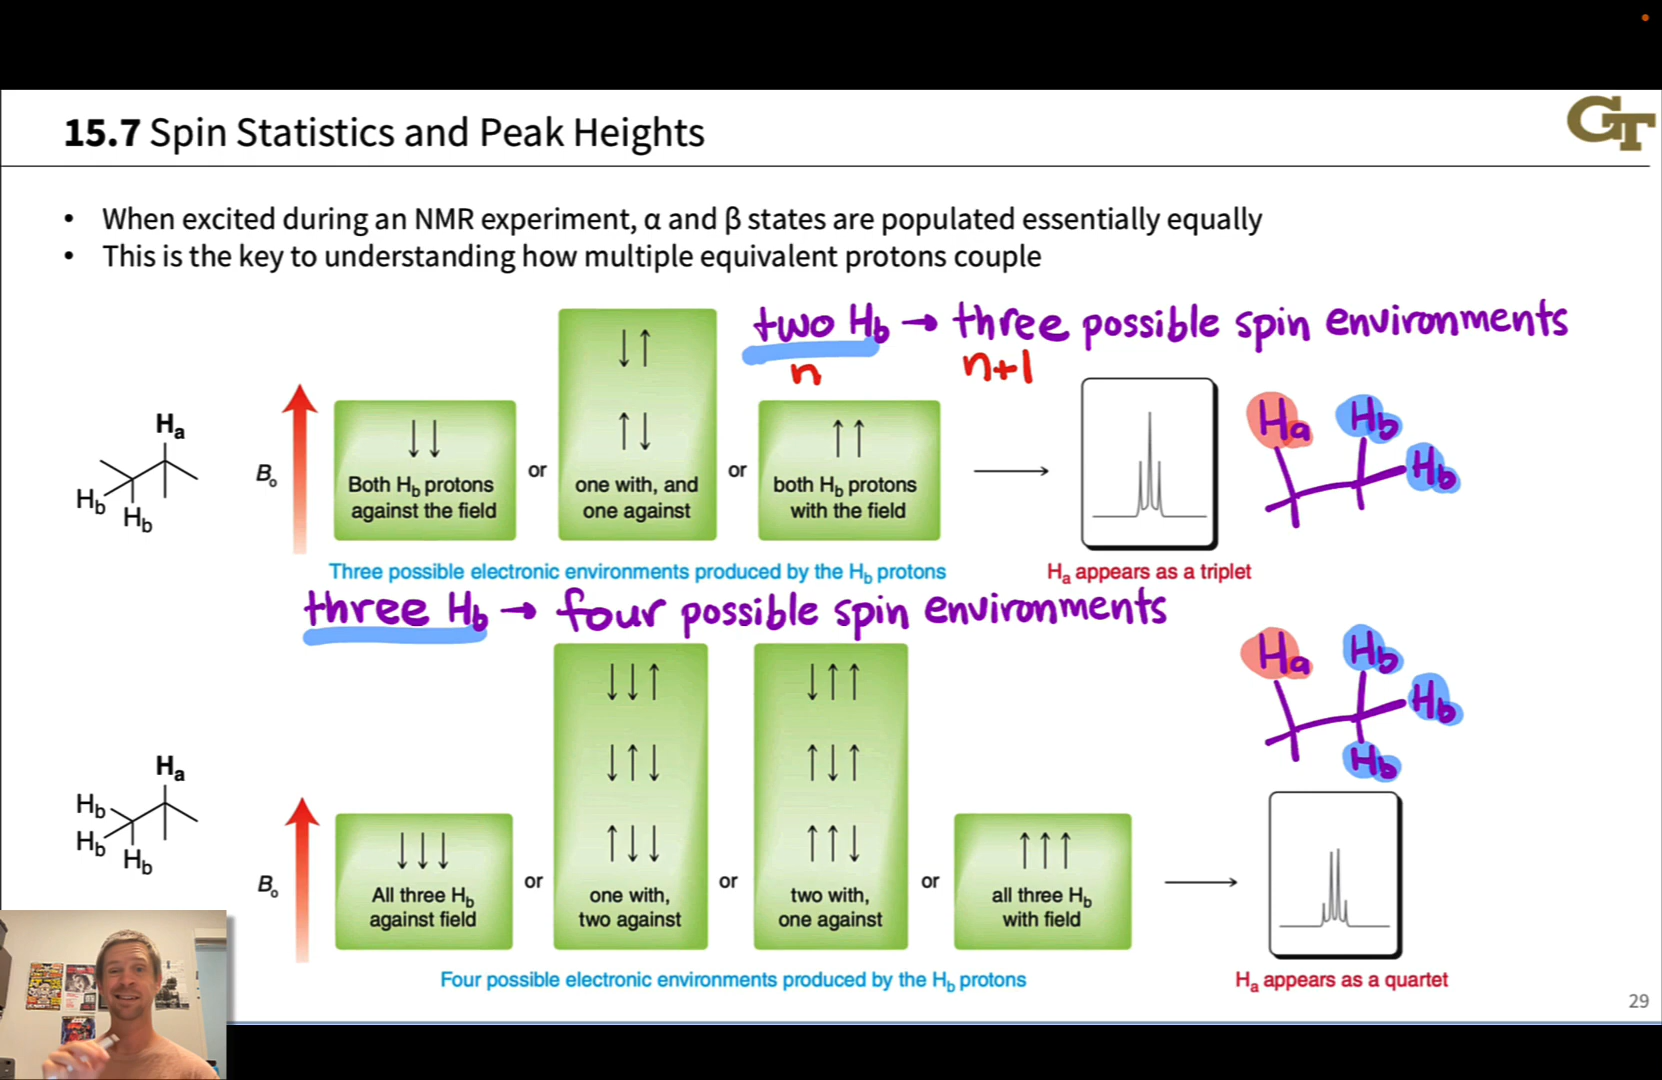 15.7 Spin Statistics and Peak Heights
GT
• When excited during an NMR experiment, α and β states are populated essentially equally
• This is the key to understanding how multiple equivalent protons couple
two Hb → three possible spin environments
n n+1
Ha
Hb
Hb
B₀
↓↓
Both Hb protons
against the field
or
↓↑
↑↓
one with, and
one against
or
↑↑
both Hb protons
with the field
Ha Hb
Hb
Three possible electronic environments produced by the Hb protons
Ha appears as a triplet
three Hb → four possible spin environments
Ha
Hb
Hb
Hb
B₀
↓↓↓
All three Hb
against field
or
↓↓↑
↓↑↓
↑↓↓
one with,
two against
or
↓↑↑
↑↓↑
↑↑↓
two with,
one against
or
↑↑↑
all three Hb
with field
Ha Hb
Hb
Hb
Four possible electronic environments produced by the Hb protons
Ha appears as a quartet
29